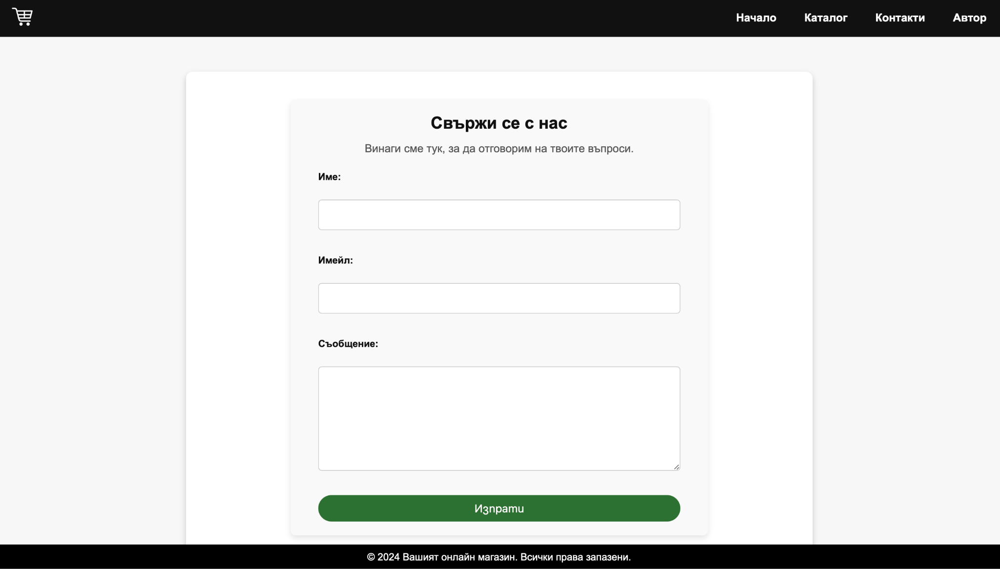 Начало Каталог Контакти Автор
Свържи се с нас
Винаги сме тук, за да отговорим на твоите въпроси.
Име:
Имейл:
Съобщение:
Изпрати
© 2024 Вашият онлайн магазин. Всички права запазени.